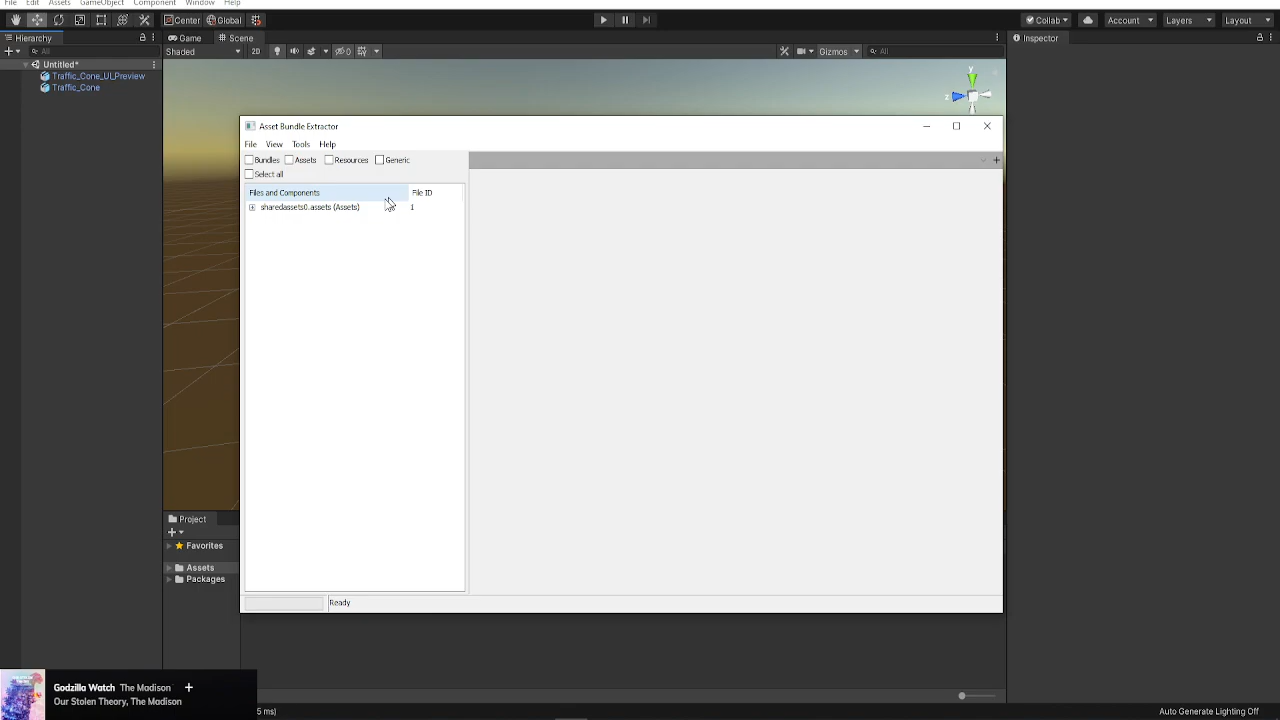 File Edit Assets GameObject Component Window Help
Center Global Collab Account Layers Layout
Hierarchy Game Scene Inspector
All Shaded 2D 0 Gizmos All
Untitled*
Traffic_Cone_UI_Preview
Traffic_Cone
y
z
Asset Bundle Extractor
File View Tools Help
Bundles Assets Resources Generic
Select all
Files and Components File ID
sharedassets0.assets (Assets) 1
Project
Favorites
Assets
Packages
Ready
Godzilla Watch The Madison
Our Stolen Theory, The Madison
5 ms)
Auto Generate Lighting Off